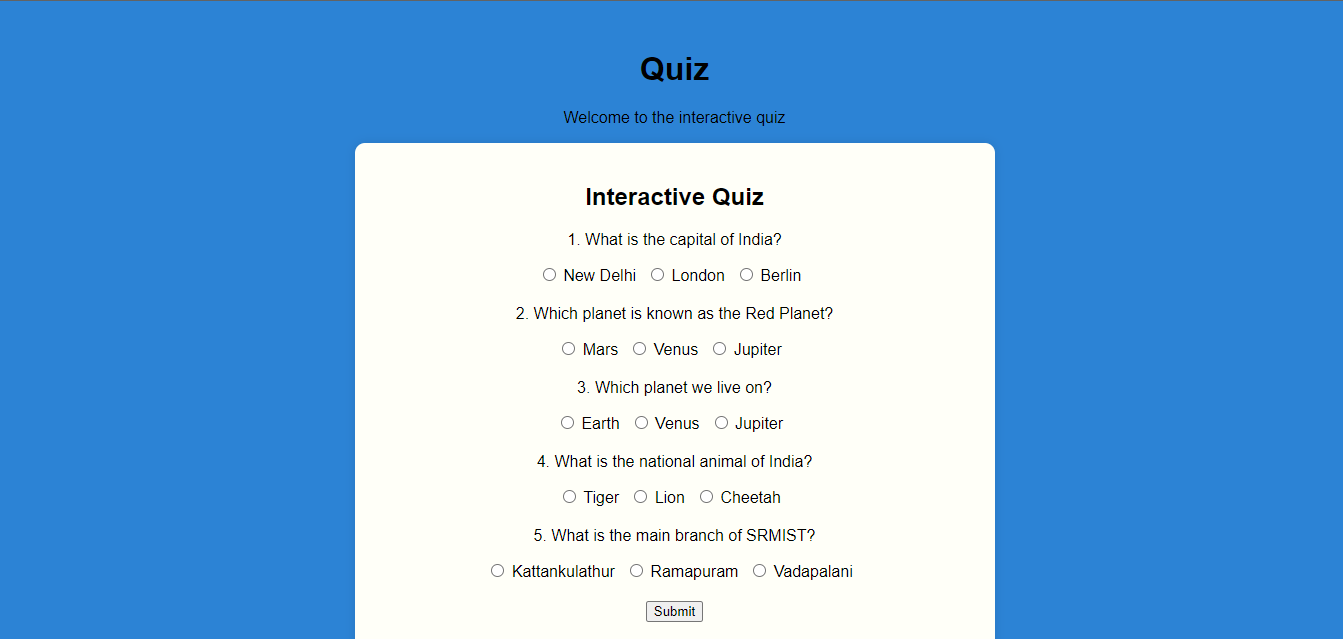 Quiz
Welcome to the interactive quiz
Interactive Quiz
1. What is the capital of India?
New Delhi London Berlin
2. Which planet is known as the Red Planet?
Mars Venus Jupiter
3. Which planet we live on?
Earth Venus Jupiter
4. What is the national animal of India?
Tiger Lion Cheetah
5. What is the main branch of SRMIST?
Kattankulathur Ramapuram Vadapalani
Submit